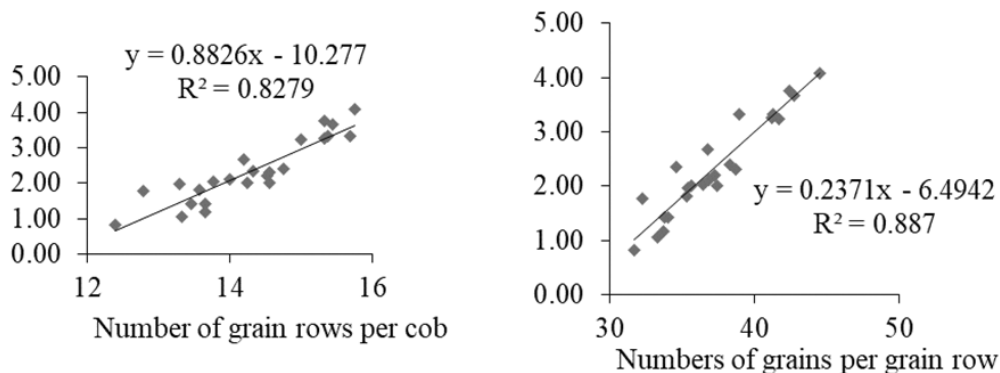 y = 0.8826x - 10.277
R² = 0.8279
5.00
4.00
3.00
2.00
1.00
0.00
12 14 16
Number of grain rows per cob
5.00
4.00
3.00
2.00
1.00
0.00
y = 0.2371x - 6.4942
R² = 0.887
30 40 50
Numbers of grains per grain row